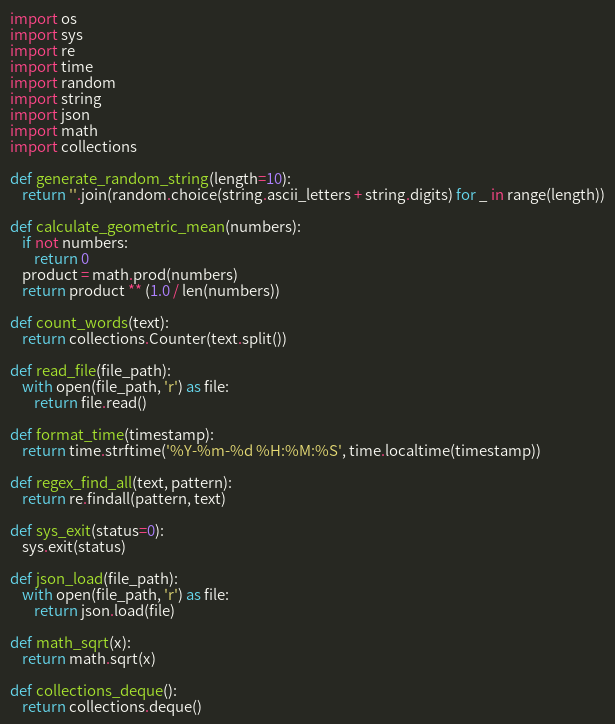 import os
import sys
import re
import time
import random
import string
import json
import math
import collections

def generate_random_string(length=10):
    return ''.join(random.choice(string.ascii_letters + string.digits) for _ in range(length))

def calculate_geometric_mean(numbers):
    if not numbers:
        return 0
    product = math.prod(numbers)
    return product ** (1.0 / len(numbers))

def count_words(text):
    return collections.Counter(text.split())

def read_file(file_path):
    with open(file_path, 'r') as file:
        return file.read()

def format_time(timestamp):
    return time.strftime('%Y-%m-%d %H:%M:%S', time.localtime(timestamp))

def regex_find_all(text, pattern):
    return re.findall(pattern, text)

def sys_exit(status=0):
    sys.exit(status)

def json_load(file_path):
    with open(file_path, 'r') as file:
        return json.load(file)

def math_sqrt(x):
    return math.sqrt(x)

def collections_deque():
    return collections.deque()